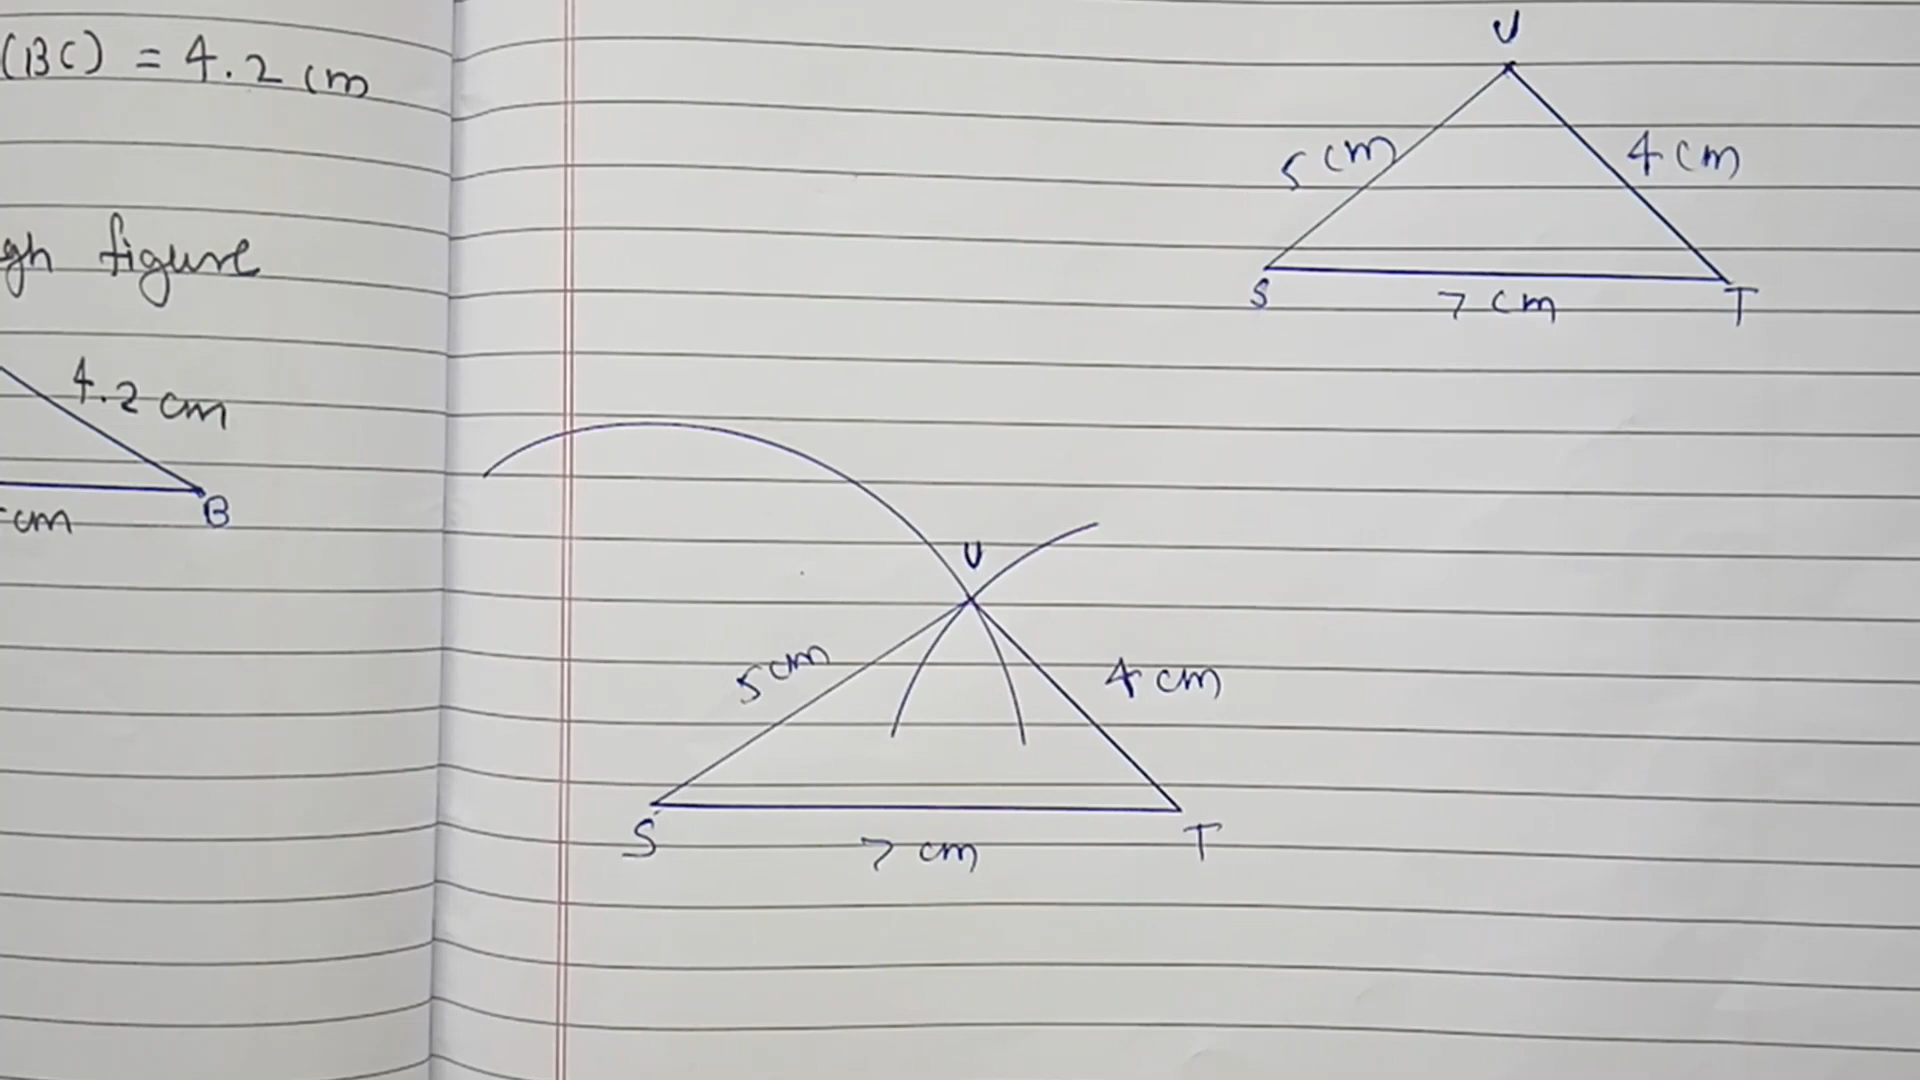 (BC) = 4.2 cm
gh figure
4.2 cm
cm
B
U
5 cm
4 cm
S
7 cm
T
U
5 cm
4 cm
S
7 cm
T